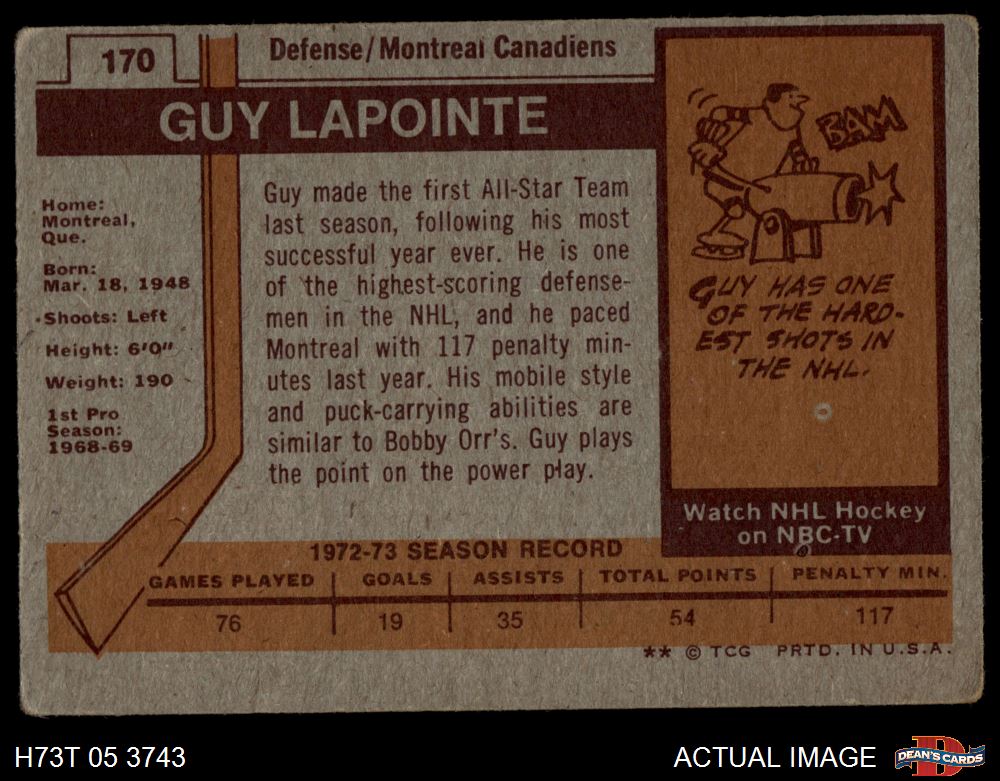 170
Defense/Montreal Canadiens
GUY LAPOINTE
Home:
Montreal,
Que.
Born:
Mar. 18, 1948
Shoots: Left
Height: 6'0"
Weight: 190
1st Pro
Season:
1968-69
Guy made the first All-Star Team
last season, following his most
successful year ever. He is one
of the highest-scoring defense-
men in the NHL, and he paced
Montreal with 117 penalty min-
utes last year. His mobile style
and puck-carrying abilities are
similar to Bobby Orr's. Guy plays
the point on the power play.
BAM
GUY HAS ONE
OF THE HARD-
EST SHOTS IN
THE NHL.
Watch NHL Hockey
on NBC-TV
1972-73 SEASON RECORD
GAMES PLAYED GOALS ASSISTS TOTAL POINTS PENALTY MIN.
76 19 35 54 117
** © TCG PRTD. IN U.S.A.
H73T 05 3743
ACTUAL IMAGE
D
DEAN'S CARDS